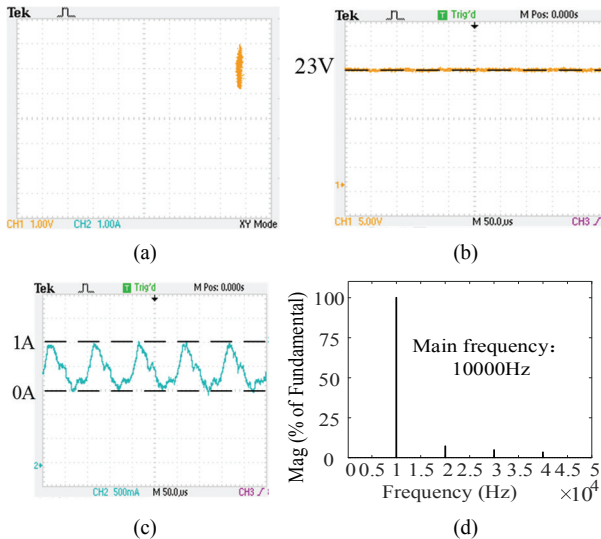 Tek
CH1 1.00V CH2 1.00A XY Mode
(a)
Tek T Trig'd M Pos: 0.000s
23V
1
CH1 5.00V M 50.0μs CH3
(b)
Tek T Trig'd M Pos: 0.000s
1A
0A
2
CH2 500mA M 50.0μs CH3
(c)
Mag (% of Fundamental)
100
75
50
25
0
Main frequency:
10000Hz
0 0.5 1 1.5 2 2.5 3 3.5 4 4.5 5
Frequency (Hz) ×10 4
(d)